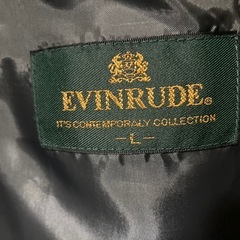 EVINRUDE®
IT'S CONTEMPORALY COLLECTION
-L-